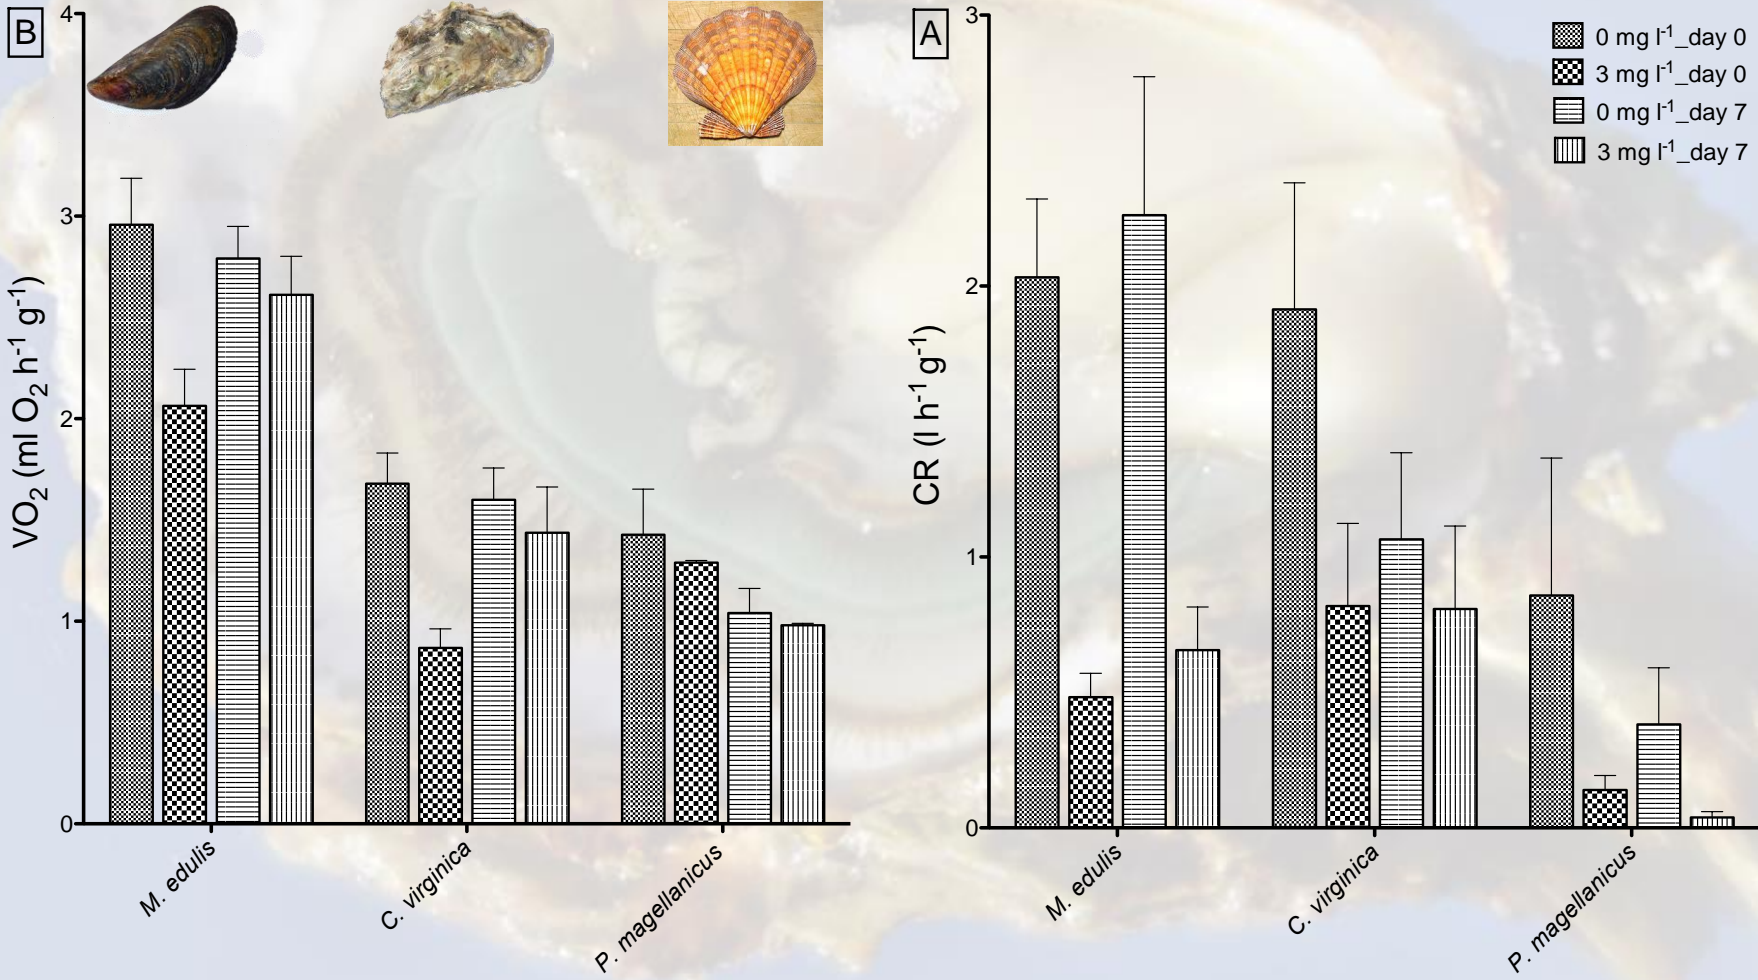 B
4
3
2
1
0
VO₂ (ml O₂ h⁻¹ g⁻¹)
M. edulis
C. virginica
P. magellanicus
A
3
2
1
0
CR (l h⁻¹ g⁻¹)
M. edulis
C. virginica
P. magellanicus
0 mg l⁻¹_day 0
3 mg l⁻¹_day 0
0 mg l⁻¹_day 7
3 mg l⁻¹_day 7